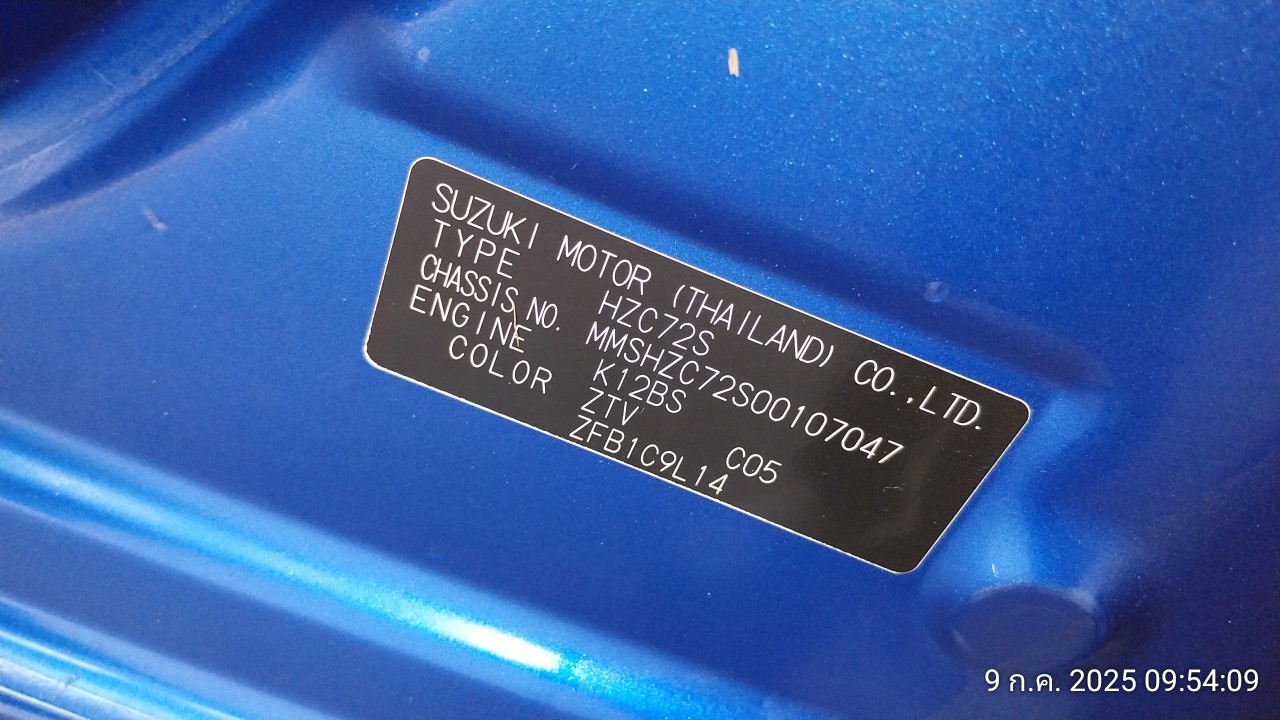 SUZUKI MOTOR (THAILAND) CO.,LTD.
TYPE HZC72S
CHASSIS NO. MMSHZC72S00107047
ENGINE K12BS
COLOR ZTV C05
ZFB1C9L14
9 ก.ค. 2025 09:54:09